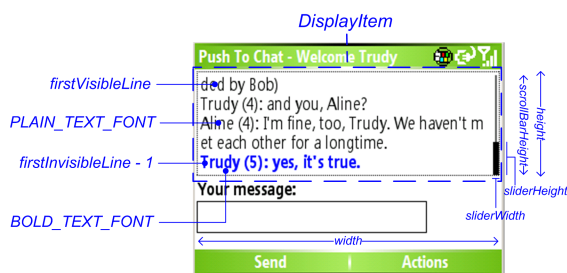 DisplayItem
Push To Chat - Welcome Trudy
firstVisibleLine
ded by Bob)
Trudy (4): and you, Aline?
PLAIN_TEXT_FONT
Aline (4): I'm fine, too, Trudy. We haven't m
et each other for a longtime.
firstInvisibleLine - 1
Trudy (5): yes, it's true.
scrollBarHeight
height
sliderHeight
Your message:
BOLD_TEXT_FONT
sliderWidth
width
Send
Actions